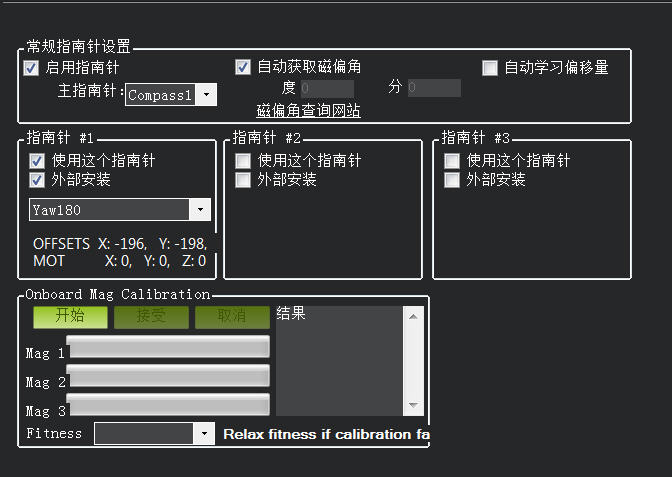 常规指南针设置
启用指南针
自动获取磁偏角
自动学习偏移量
主指南针:
Compass1
度 0
分 0
磁偏角查询网站
指南针 #1
指南针 #2
指南针 #3
使用这个指南针
使用这个指南针
使用这个指南针
外部安装
外部安装
外部安装
Yaw180
OFFSETS X: -196, Y: -198,
MOT X: 0, Y: 0, Z: 0
Onboard Mag Calibration
开始
接受
取消
结果
Mag 1
Mag 2
Mag 3
Fitness
Relax fitness if calibration fa